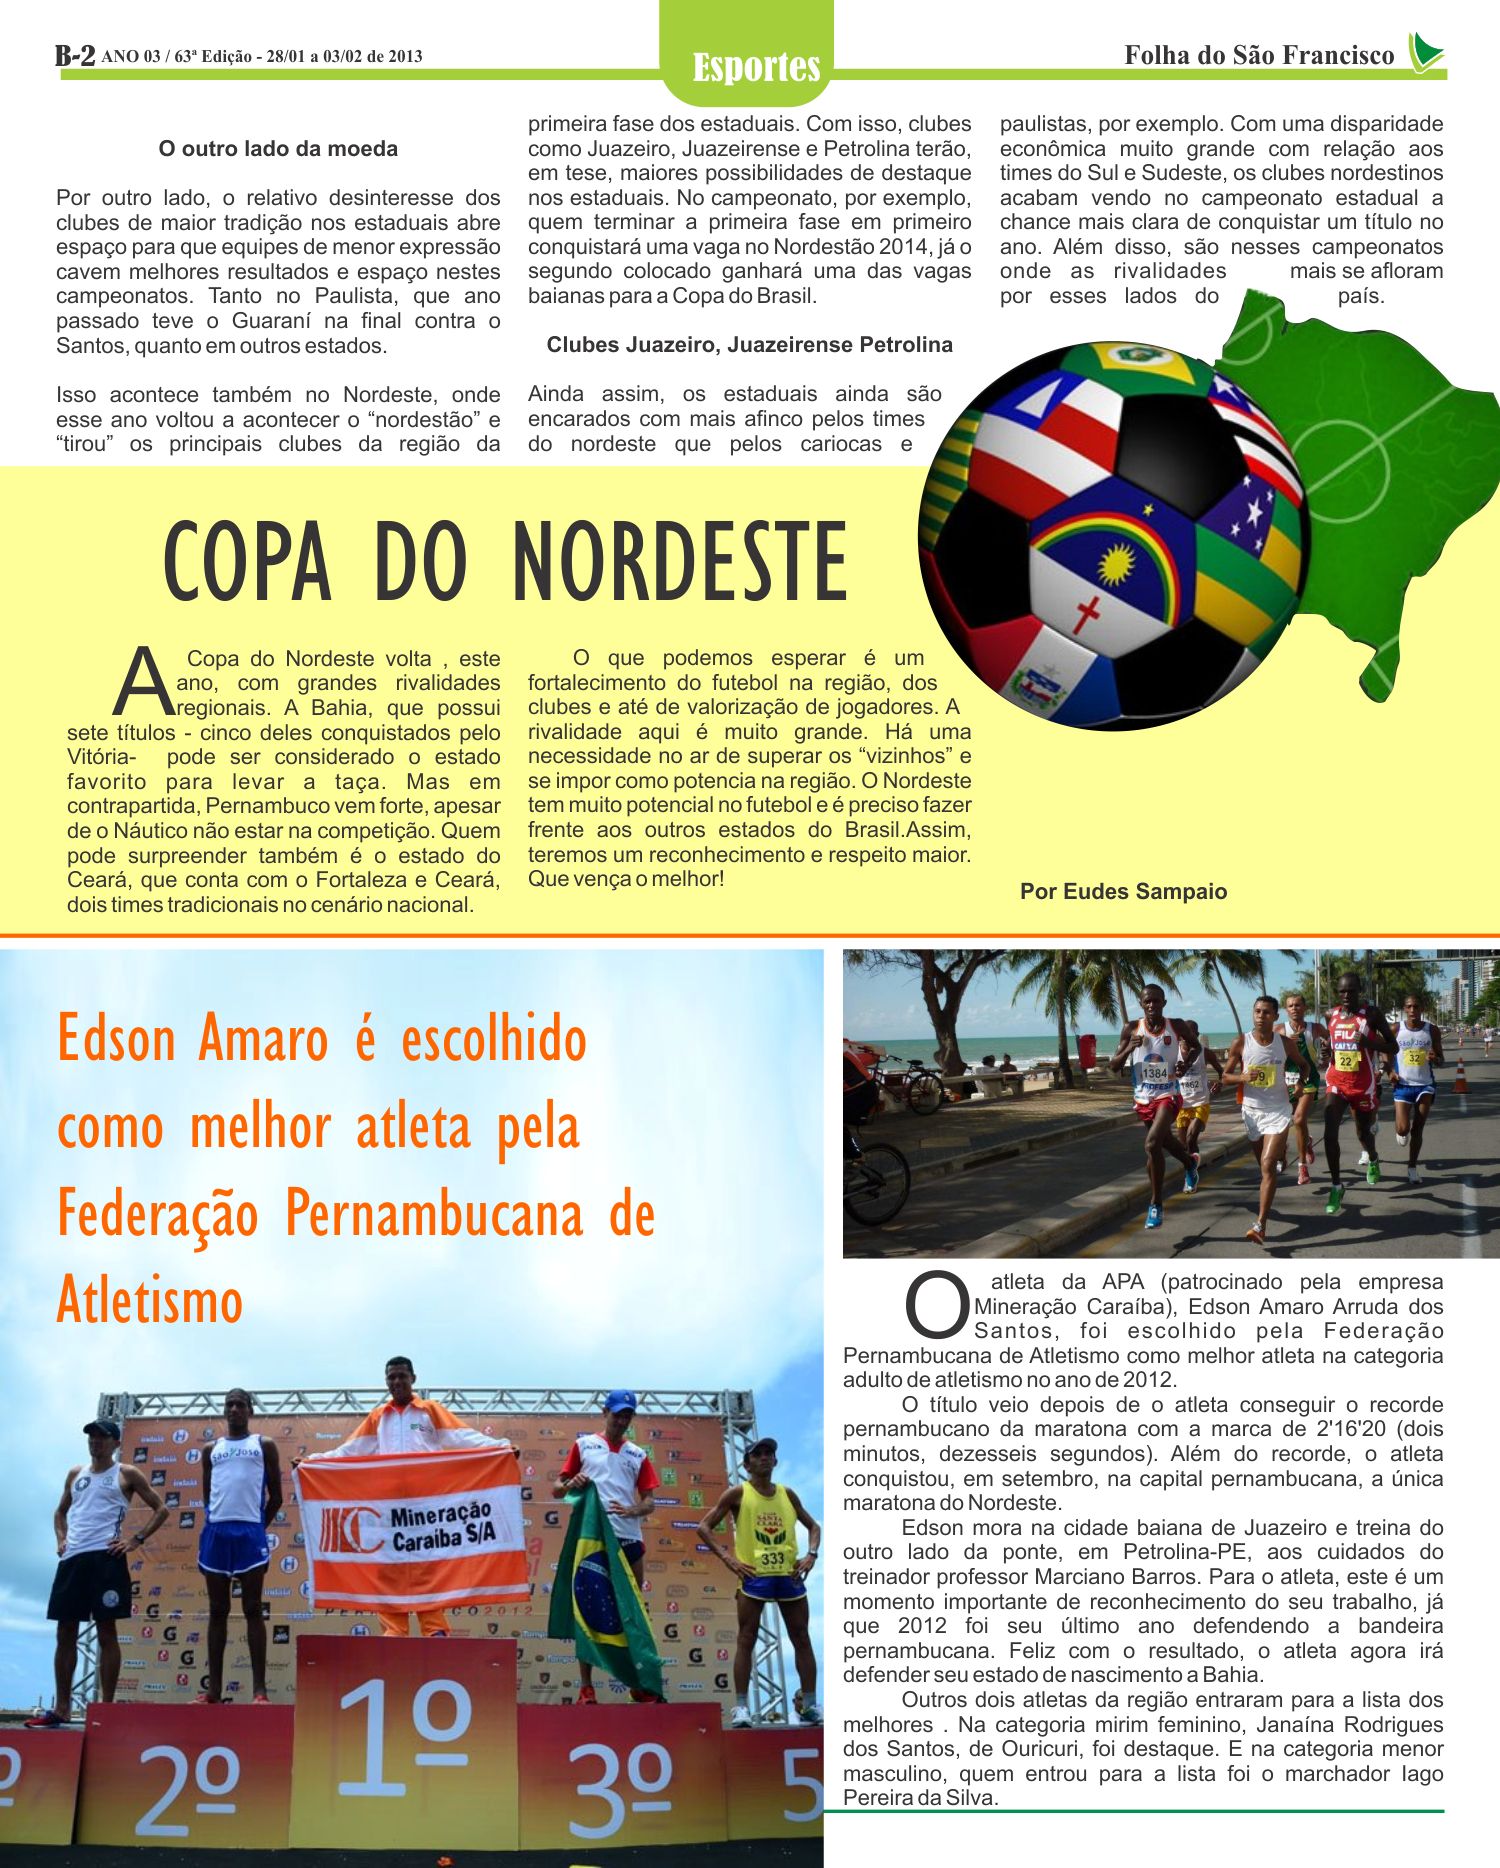 B-2 ANO 03 / 63ª Edição - 28/01 a 03/02 de 2013
Esportes
Folha do São Francisco
O outro lado da moeda
Por outro lado, o relativo desinteresse dos
clubes de maior tradição nos estaduais abre
espaço para que equipes de menor expressão
cavem melhores resultados e espaço nestes
campeonatos. Tanto no Paulista, que ano
passado teve o Guaraní na final contra o
Santos, quanto em outros estados.
Isso acontece também no Nordeste, onde
esse ano voltou a acontecer o “nordestão” e
“tirou” os principais clubes da região da
primeira fase dos estaduais. Com isso, clubes
como Juazeiro, Juazeirense e Petrolina terão,
em tese, maiores possibilidades de destaque
nos estaduais. No campeonato, por exemplo,
quem terminar a primeira fase em primeiro
conquistará uma vaga no Nordestão 2014, já o
segundo colocado ganhará uma das vagas
baianas para a Copa do Brasil.
Clubes Juazeiro, Juazeirense Petrolina
Ainda assim, os estaduais ainda são
encarados com mais afinco pelos times
do nordeste que pelos cariocas e
paulistas, por exemplo. Com uma disparidade
econômica muito grande com relação aos
times do Sul e Sudeste, os clubes nordestinos
acabam vendo no campeonato estadual a
chance mais clara de conquistar um título no
ano. Além disso, são nesses campeonatos
onde as rivalidades mais se afloram
por esses lados do país.
COPA DO NORDESTE
A Copa do Nordeste volta , este
ano, com grandes rivalidades
regionais. A Bahia, que possui
sete títulos - cinco deles conquistados pelo
Vitória- pode ser considerado o estado
favorito para levar a taça. Mas em
contrapartida, Pernambuco vem forte, apesar
de o Náutico não estar na competição. Quem
pode surpreender também é o estado do
Ceará, que conta com o Fortaleza e Ceará,
dois times tradicionais no cenário nacional.
O que podemos esperar é um
fortalecimento do futebol na região, dos
clubes e até de valorização de jogadores. A
rivalidade aqui é muito grande. Há uma
necessidade no ar de superar os “vizinhos” e
se impor como potencia na região. O Nordeste
tem muito potencial no futebol e é preciso fazer
frente aos outros estados do Brasil.Assim,
teremos um reconhecimento e respeito maior.
Que vença o melhor!
Por Eudes Sampaio
Edson Amaro é escolhido
como melhor atleta pela
Federação Pernambucana de
Atletismo
São José
Mineração
Caraíba S/A
SANTA
CLARA
333
2012
2º
1º
3º
5
1384
1462
9
142
FILA
CAIXA
22
São José
32
O atleta da APA (patrocinado pela empresa
Mineração Caraíba), Edson Amaro Arruda dos
Santos, foi escolhido pela Federação
Pernambucana de Atletismo como melhor atleta na categoria
adulto de atletismo no ano de 2012.
O título veio depois de o atleta conseguir o recorde
pernambucano da maratona com a marca de 2'16'20 (dois
minutos, dezesseis segundos). Além do recorde, o atleta
conquistou, em setembro, na capital pernambucana, a única
maratona do Nordeste.
Edson mora na cidade baiana de Juazeiro e treina do
outro lado da ponte, em Petrolina-PE, aos cuidados do
treinador professor Marciano Barros. Para o atleta, este é um
momento importante de reconhecimento do seu trabalho, já
que 2012 foi seu último ano defendendo a bandeira
pernambucana. Feliz com o resultado, o atleta agora irá
defender seu estado de nascimento a Bahia.
Outros dois atletas da região entraram para a lista dos
melhores . Na categoria mirim feminino, Janaína Rodrigues
dos Santos, de Ouricuri, foi destaque. E na categoria menor
masculino, quem entrou para a lista foi o marchador Iago
Pereira da Silva.